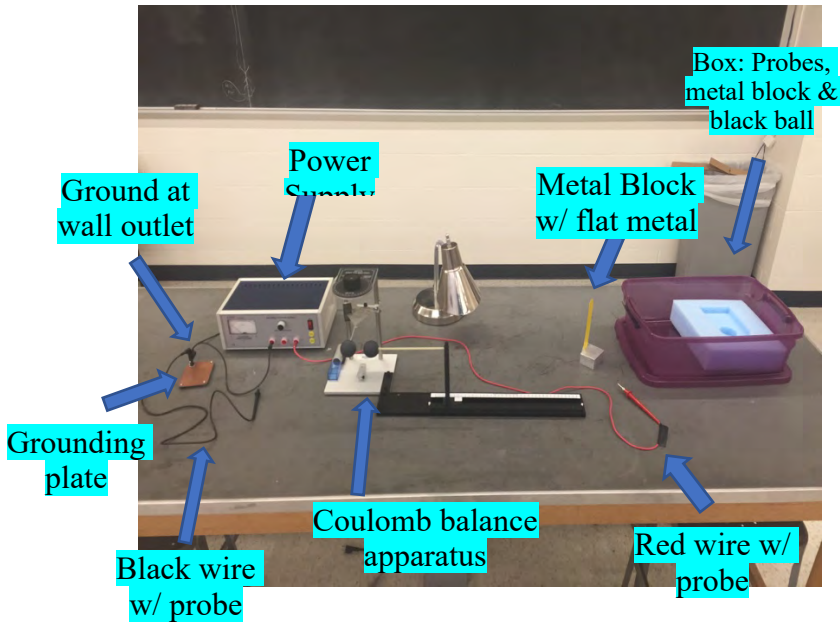 Box: Probes,
metal block &
black ball
Power
Supply
Metal Block
w/ flat metal
Ground at
wall outlet
Grounding
plate
Coulomb balance
apparatus
Red wire w/
probe
Black wire
w/ probe